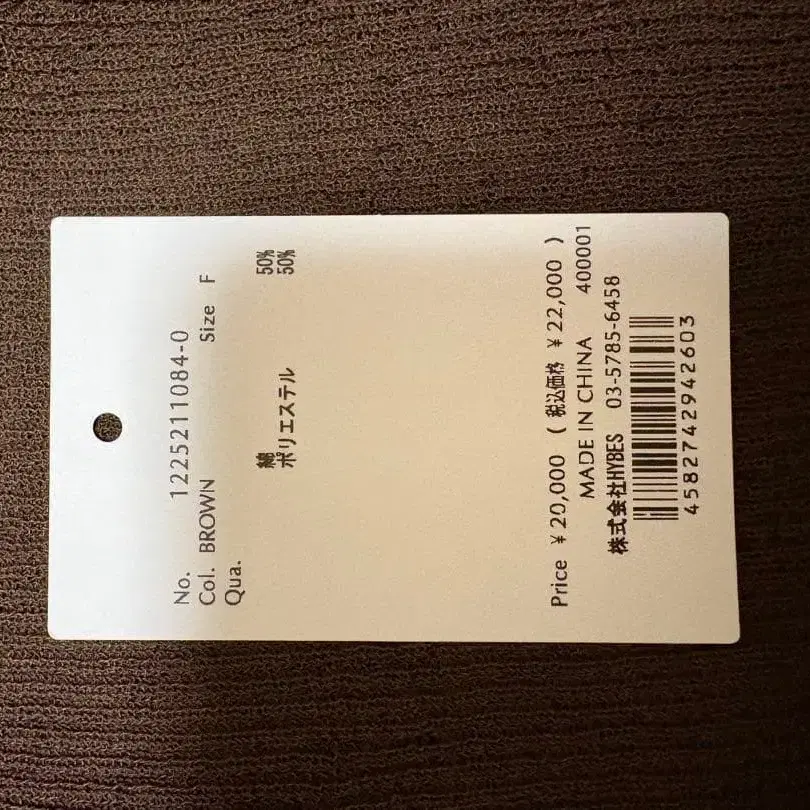 No. 1225211084-0
Col. BROWN Size F
Qua.
綿 50%
ポリエステル 50%
Price ¥20,000 ( 税込価格 ¥22,000 )
MADE IN CHINA 400001
株式会社HYBES 03-5785-6458
4582742942603